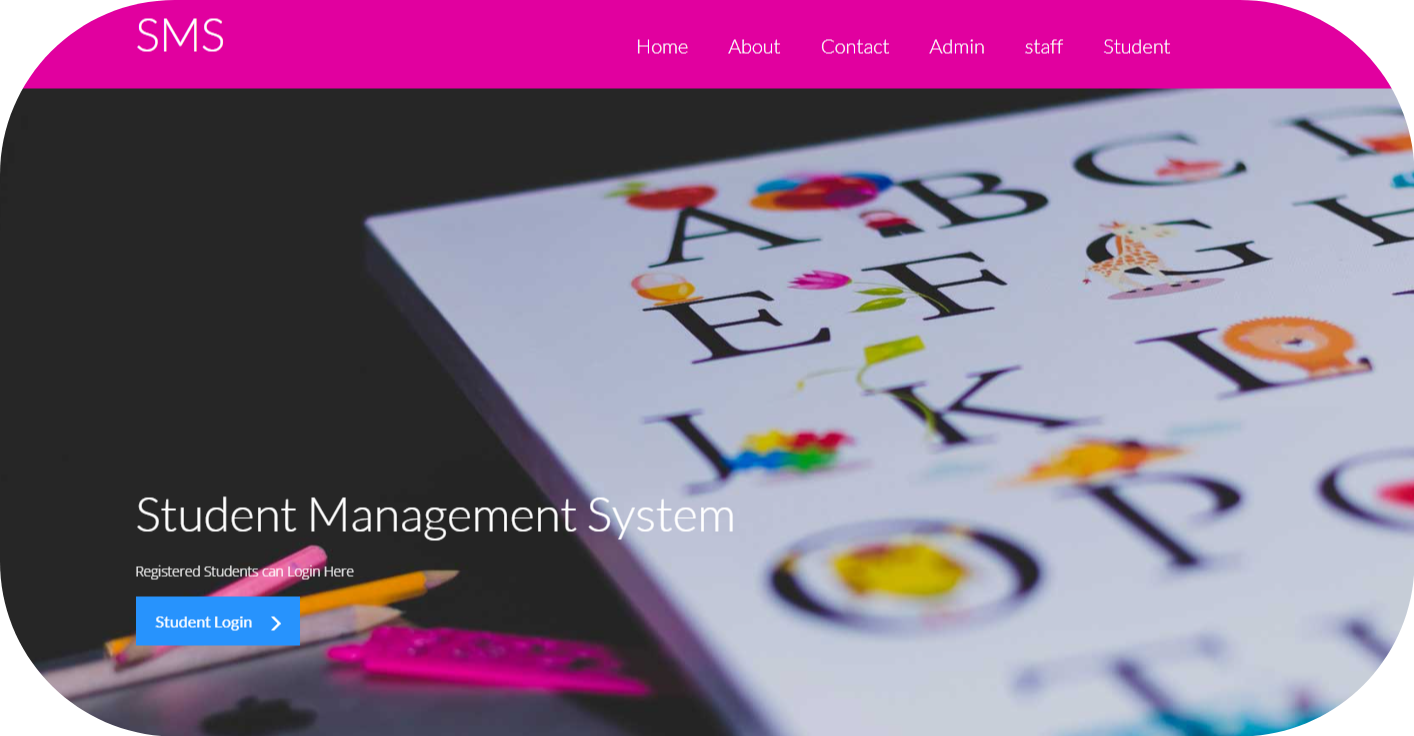 SMS
Home About Contact Admin staff Student
A B C D
E F G H
J K L
O P
T
Student Management System
Registered Students can Login Here
Student Login